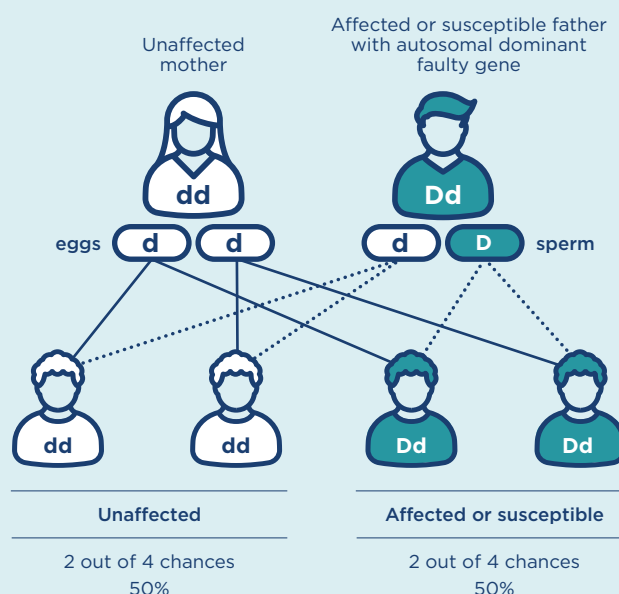 Unaffected
mother
Affected or susceptible father
with autosomal dominant
faulty gene
dd
Dd
eggs
d
d
d
D
sperm
dd
dd
Dd
Dd
Unaffected
Affected or susceptible
2 out of 4 chances
50%
2 out of 4 chances
50%